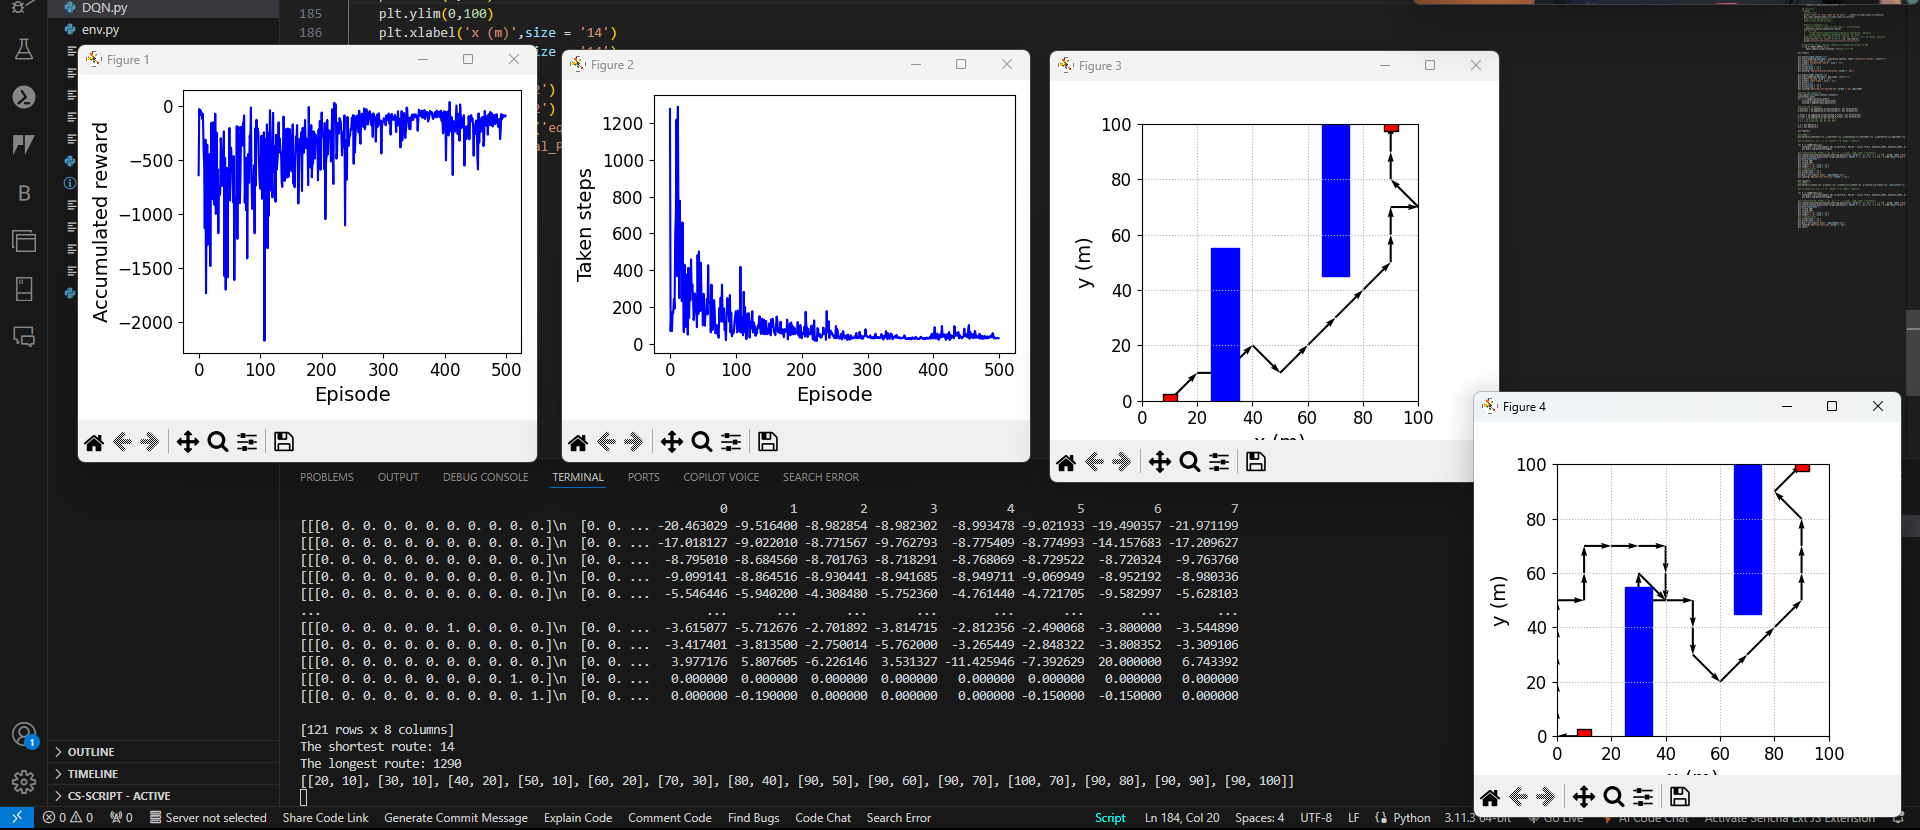 DQN.py
env.py
185 plt.ylim(0,100)
186 plt.xlabel('x (m)',size = '14')
Figure 1
0
−500
−1000
−1500
−2000
Accumulated reward
0 100 200 300 400 500
Episode
Figure 2
1200
1000
800
600
400
200
0
Taken steps
0 100 200 300 400 500
Episode
Figure 3
100
80
60
40
20
0
y (m)
0 20 40 60 80 100
x (m)
Figure 4
100
80
60
40
20
0
y (m)
0 20 40 60 80 100
PROBLEMS OUTPUT DEBUG CONSOLE TERMINAL PORTS COPILOT VOICE SEARCH ERROR
0 1 2 3 4 5 6 7
[[[0. 0. 0. 0. 0. 0. 0. 0. 0. 0. 0.]\n [0. 0. ... -20.463029 -9.516400 -8.982854 -8.982302 -8.993478 -9.021933 -19.490357 -21.971199
[[[0. 0. 0. 0. 0. 0. 0. 0. 0. 0. 0.]\n [0. 0. ... -17.018127 -9.022010 -8.771567 -9.762793 -8.775409 -8.774993 -14.157683 -17.209627
[[[0. 0. 0. 0. 0. 0. 0. 0. 0. 0. 0.]\n [0. 0. ... -8.795010 -8.684560 -8.701763 -8.718291 -8.768069 -8.729522 -8.720324 -9.763760
[[[0. 0. 0. 0. 0. 0. 0. 0. 0. 0. 0.]\n [0. 0. ... -9.099141 -8.864516 -8.930441 -8.941685 -8.949711 -9.069949 -8.952192 -8.980336
[[[0. 0. 0. 0. 0. 0. 0. 0. 0. 0. 0.]\n [0. 0. ... -5.546446 -5.940200 -4.308480 -5.752360 -4.761440 -4.721705 -9.582997 -5.628103
... ... ... ... ... ... ... ... ...
[[[0. 0. 0. 0. 0. 0. 1. 0. 0. 0. 0.]\n [0. 0. ... -3.615077 -5.712676 -2.701892 -3.814715 -2.812356 -2.490068 -3.800000 -3.544890
[[[0. 0. 0. 0. 0. 0. 0. 0. 0. 0. 0.]\n [0. 0. ... -3.417401 -3.813500 -2.750014 -5.762000 -3.265449 -2.848322 -3.808352 -3.309106
[[[0. 0. 0. 0. 0. 0. 0. 0. 0. 0. 0.]\n [0. 0. ... 3.977176 5.807605 -6.226146 3.531327 -11.425946 -7.392629 20.000000 6.743392
[[[0. 0. 0. 0. 0. 0. 0. 0. 0. 1. 0.]\n [0. 0. ... 0.000000 0.000000 0.000000 0.000000 0.000000 0.000000 0.000000 0.000000
[[[0. 0. 0. 0. 0. 0. 0. 0. 0. 0. 1.]\n [0. 0. ... 0.000000 -0.190000 0.000000 0.000000 0.000000 -0.150000 -0.150000 0.000000
[121 rows x 8 columns]
The shortest route: 14
The longest route: 1290
[[20, 10], [30, 10], [40, 20], [50, 10], [60, 20], [70, 30], [80, 40], [90, 50], [90, 60], [90, 70], [100, 70], [90, 80], [90, 90], [90, 100]]
OUTLINE
TIMELINE
CS-SCRIPT - ACTIVE
1
0 0 0 Server not selected Share Code Link Generate Commit Message Explain Code Comment Code Find Bugs Code Chat Search Error Script Ln 184, Col 20 Spaces: 4 UTF-8 LF Python 3.11.3 64-bit Go Live AI Code Chat Activate Sencha Ext JS Extension